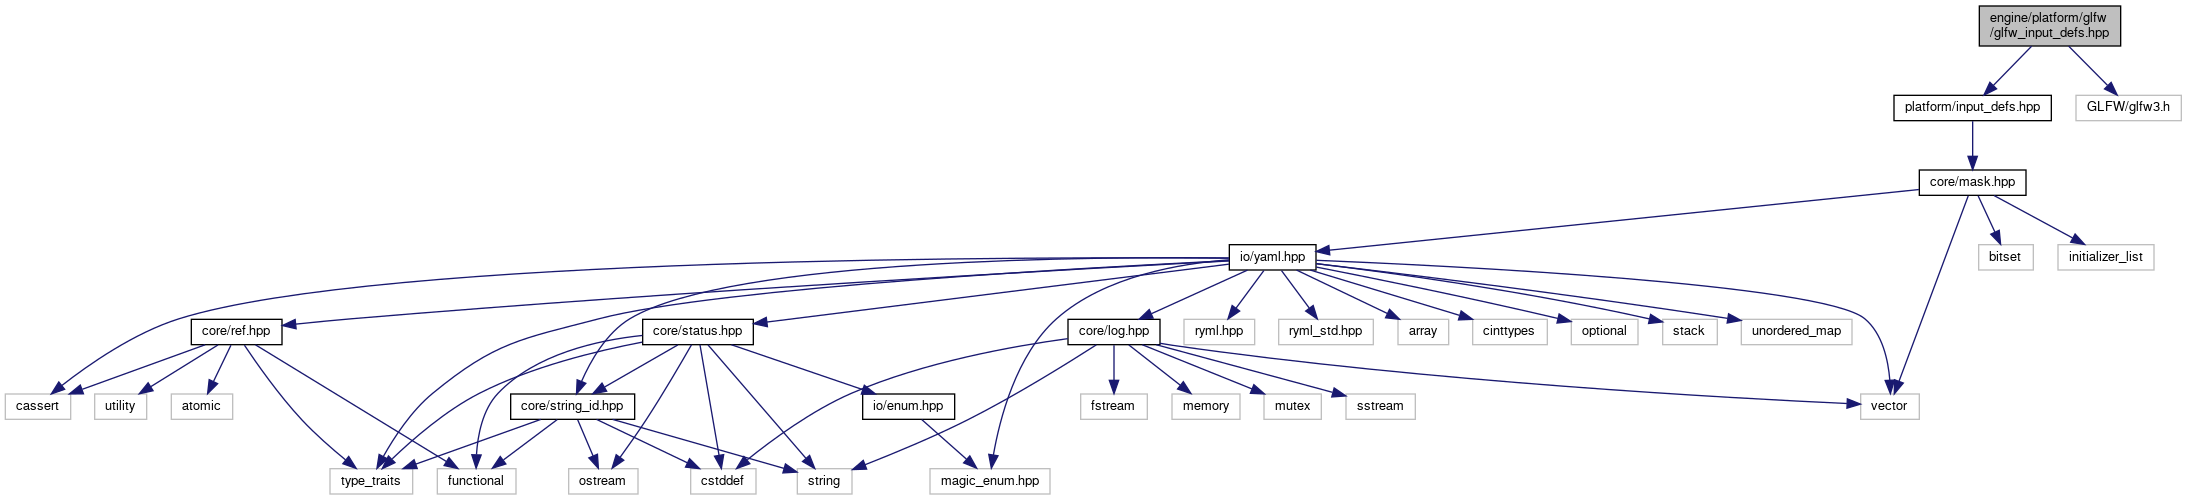 engine/platform/glfw
/glfw_input_defs.hpp
platform/input_defs.hpp
GLFW/glfw3.h
core/mask.hpp
io/yaml.hpp
bitset
initializer_list
core/ref.hpp
core/status.hpp
core/log.hpp
ryml.hpp
ryml_std.hpp
array
cinttypes
optional
stack
unordered_map
cassert
utility
atomic
core/string_id.hpp
io/enum.hpp
fstream
memory
mutex
sstream
vector
type_traits
functional
ostream
cstddef
string
magic_enum.hpp